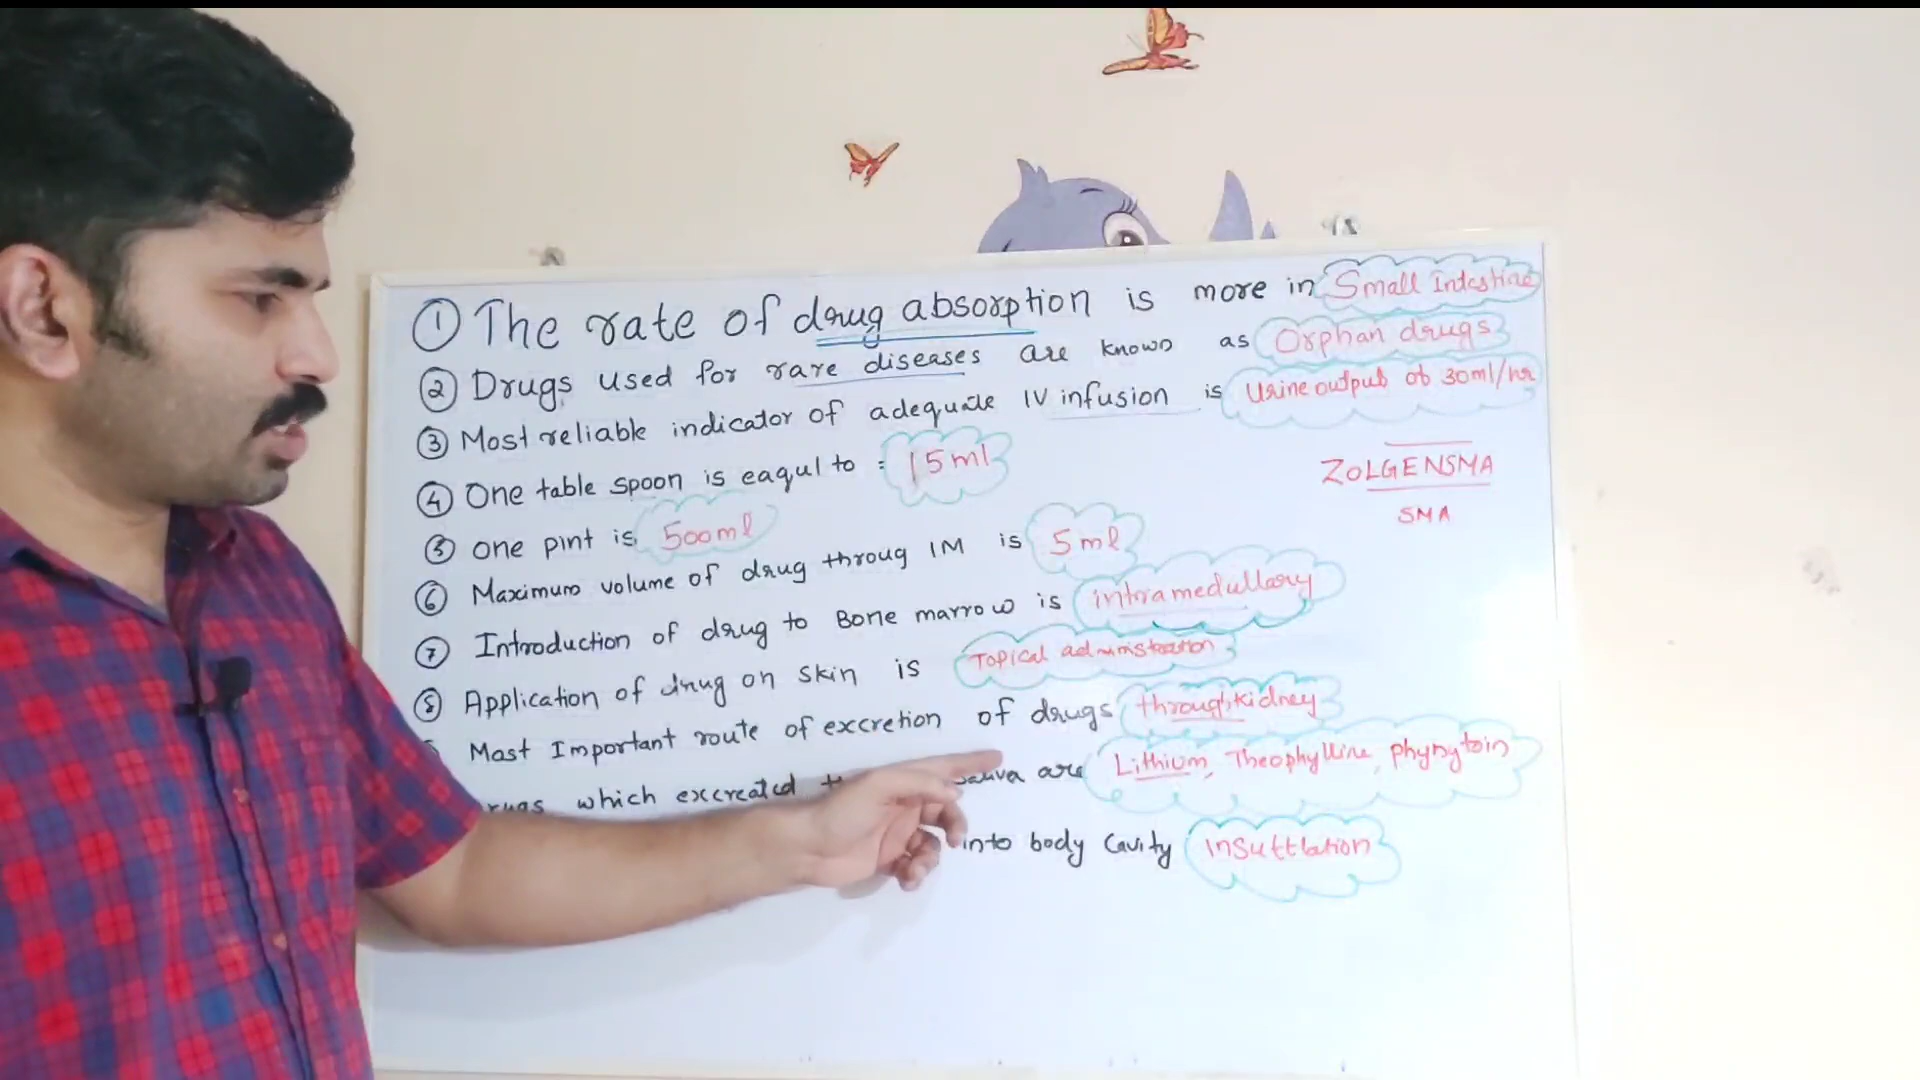 ① The rate of drug absorption is more in Small Intestine
② Drugs used for rare diseases are known as Orphan drugs
③ Most reliable indicator of adequate IV infusion is Urine output of 30ml/hr
④ One table spoon is eaqul to = 15ml
ZOLGENSMA
SMA
⑤ one pint is 500ml
⑥ Maximum volume of drug throug IM is 5ml
⑦ Introduction of drug to Bone marrow is intramedullary
⑧ Application of drug on skin is Topical administration
Most Important route of excretion of drugs through kidney
which excreated are Lithium, Theophylline, phynytoin
into body Cavity Insufflation